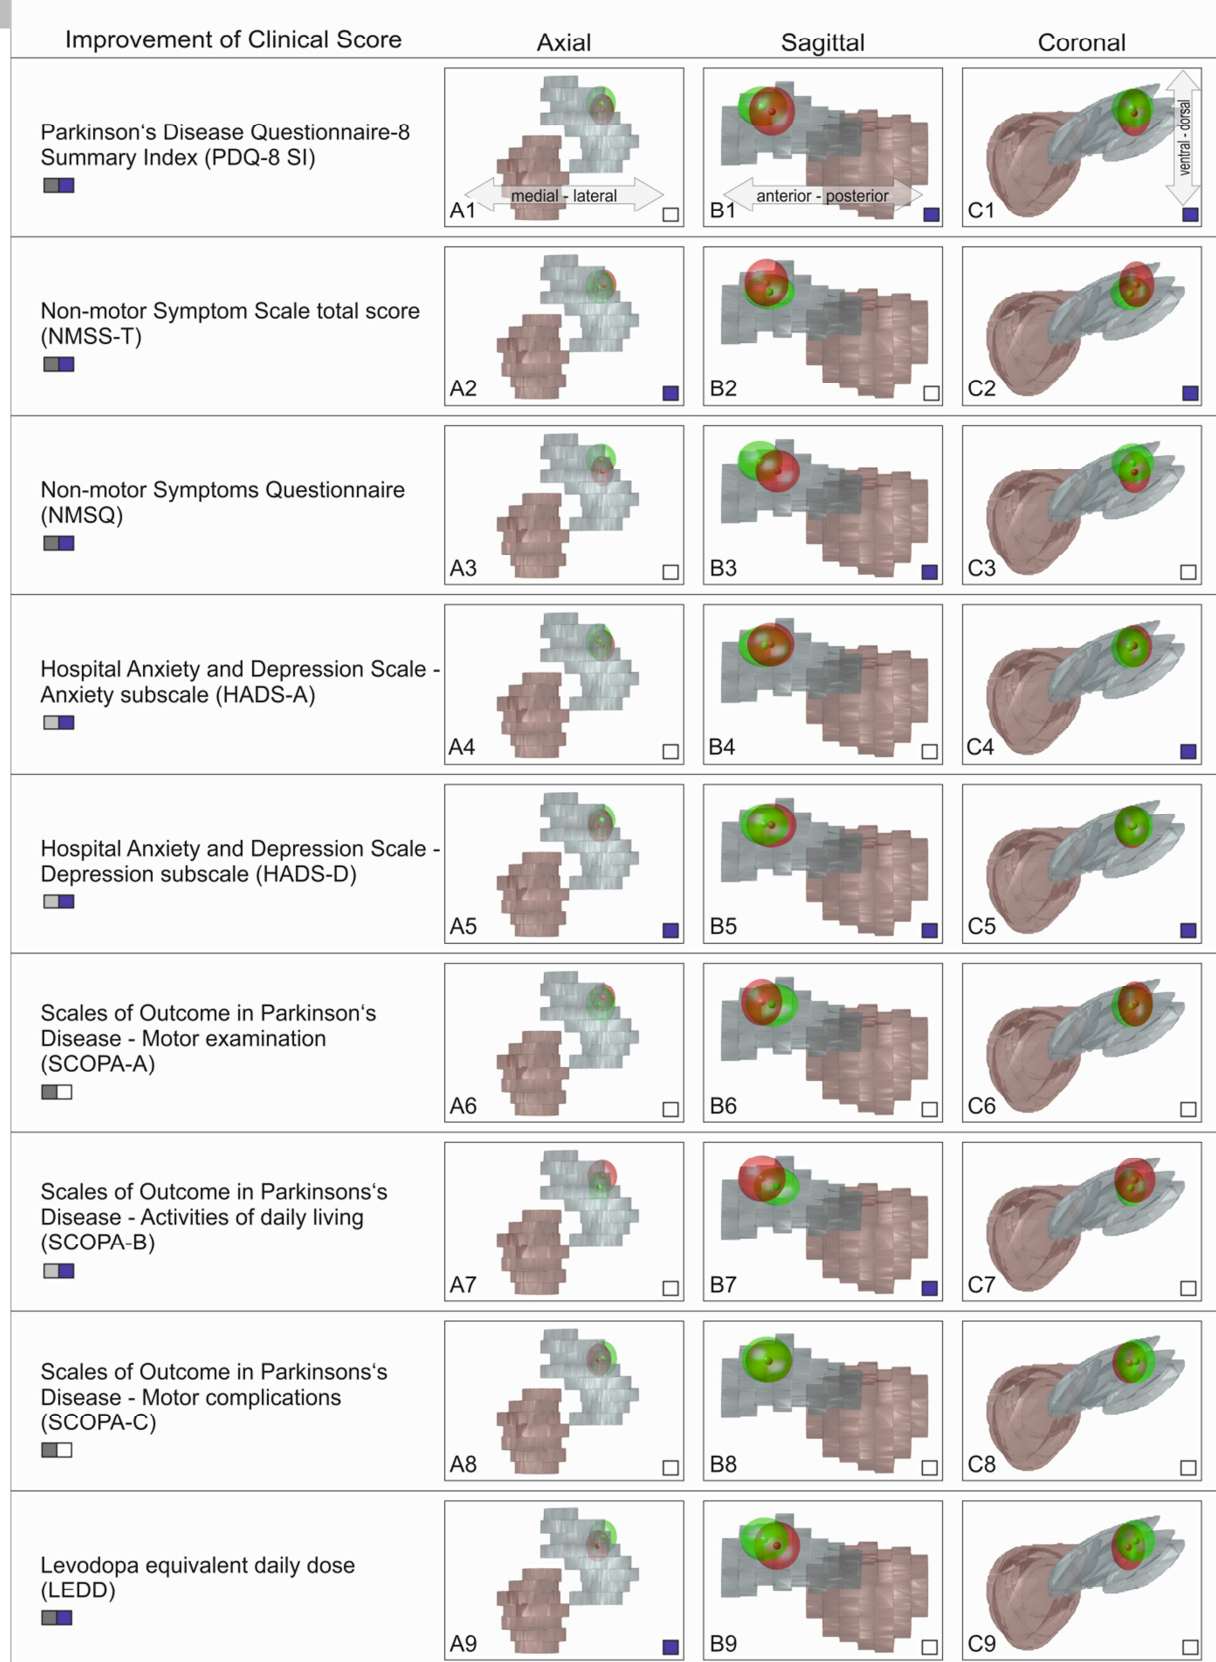 Improvement of Clinical Score Axial Sagittal Coronal
Parkinson's Disease Questionnaire-8
Summary Index (PDQ-8 SI)
medial - lateral
anterior - posterior
ventral - dorsal
A1 B1 C1
Non-motor Symptom Scale total score
(NMSS-T)
A2 B2 C2
Non-motor Symptoms Questionnaire
(NMSQ)
A3 B3 C3
Hospital Anxiety and Depression Scale -
Anxiety subscale (HADS-A)
A4 B4 C4
Hospital Anxiety and Depression Scale -
Depression subscale (HADS-D)
A5 B5 C5
Scales of Outcome in Parkinson's
Disease - Motor examination
(SCOPA-A)
A6 B6 C6
Scales of Outcome in Parkinsons's
Disease - Activities of daily living
(SCOPA-B)
A7 B7 C7
Scales of Outcome in Parkinsons's
Disease - Motor complications
(SCOPA-C)
A8 B8 C8
Levodopa equivalent daily dose
(LEDD)
A9 B9 C9